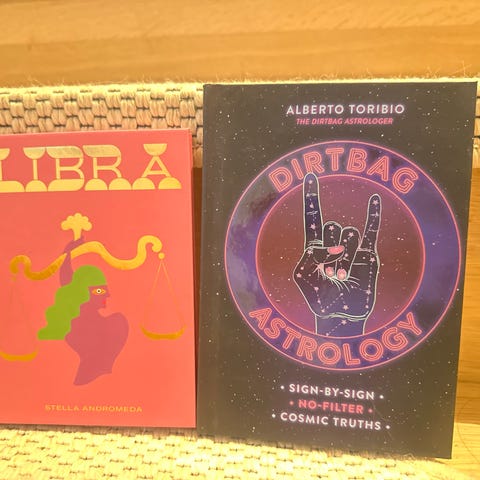 LIBRA
STELLA ANDROMEDA
ALBERTO TORIBIO
THE DIRTBAG ASTROLOGER
DIRTBAG
ASTROLOGY
• SIGN-BY-SIGN •
• NO-FILTER •
• COSMIC TRUTHS •